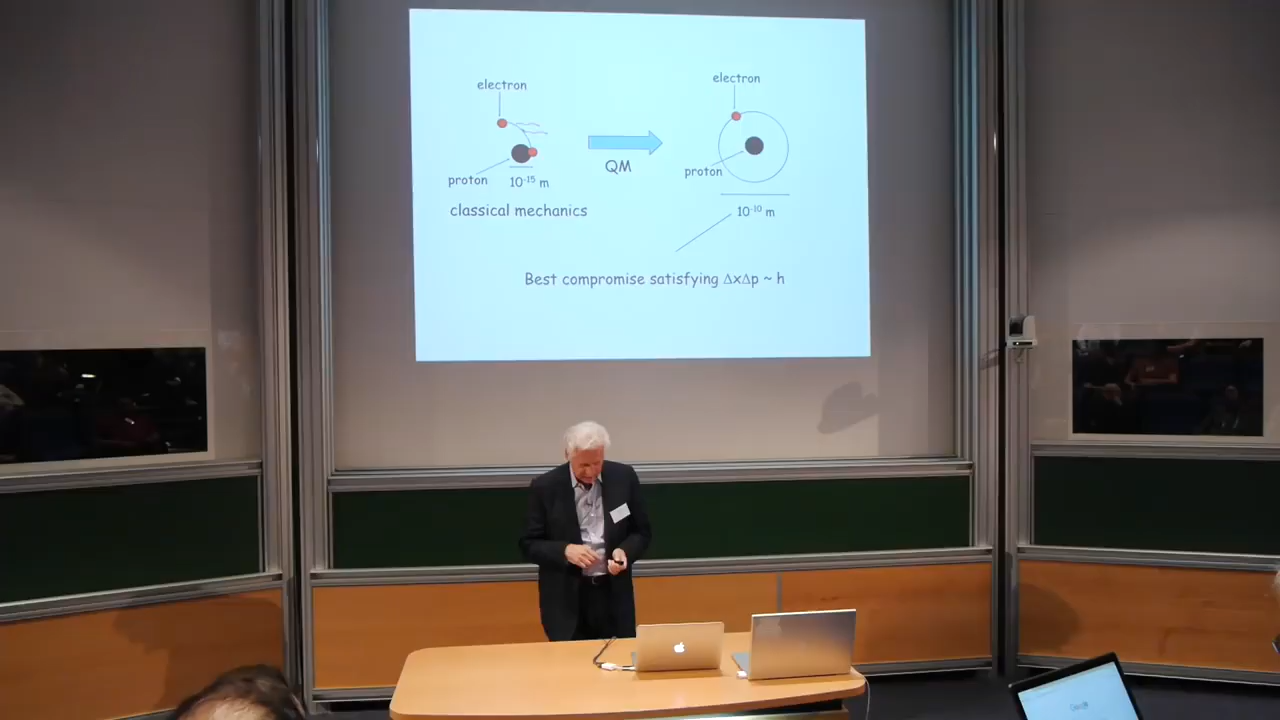 electron
proton
10⁻¹⁵ m
classical mechanics
QM
electron
proton
10⁻¹⁰ m
Best compromise satisfying ΔxΔp ~ h